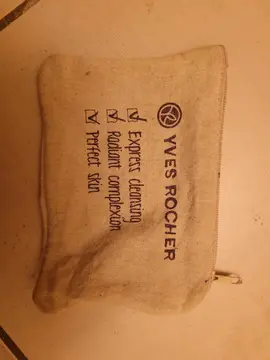 YVES ROCHER
Express cleansing
Radiant complexion
Perfect skin